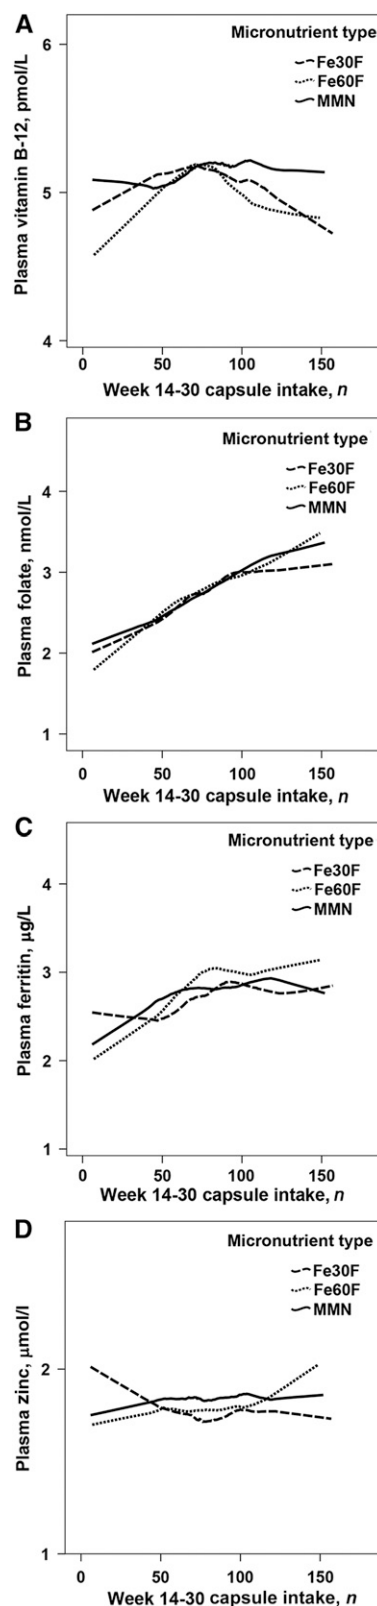 A
Micronutrient type
Fe30F
Fe60F
MMN
Plasma vitamin B-12, pmol/L
6
5
4
0 50 100 150
Week 14-30 capsule intake, n
B
Micronutrient type
Fe30F
Fe60F
MMN
Plasma folate, nmol/L
4
3
2
1
0 50 100 150
Week 14-30 capsule intake, n
C
Micronutrient type
Fe30F
Fe60F
MMN
Plasma ferritin, µg/L
4
3
2
1
0 50 100 150
Week 14-30 capsule intake, n
D
Micronutrient type
Fe30F
Fe60F
MMN
Plasma zinc, µmol/l
2
1
0 50 100 150
Week 14-30 capsule intake, n